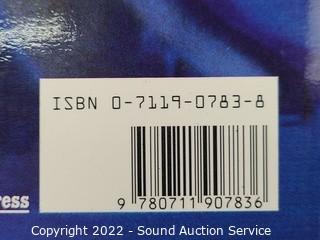 ISBN 0-7119-0783-8
9 780711 907836
ress
Copyright 2022 - Sound Auction Service